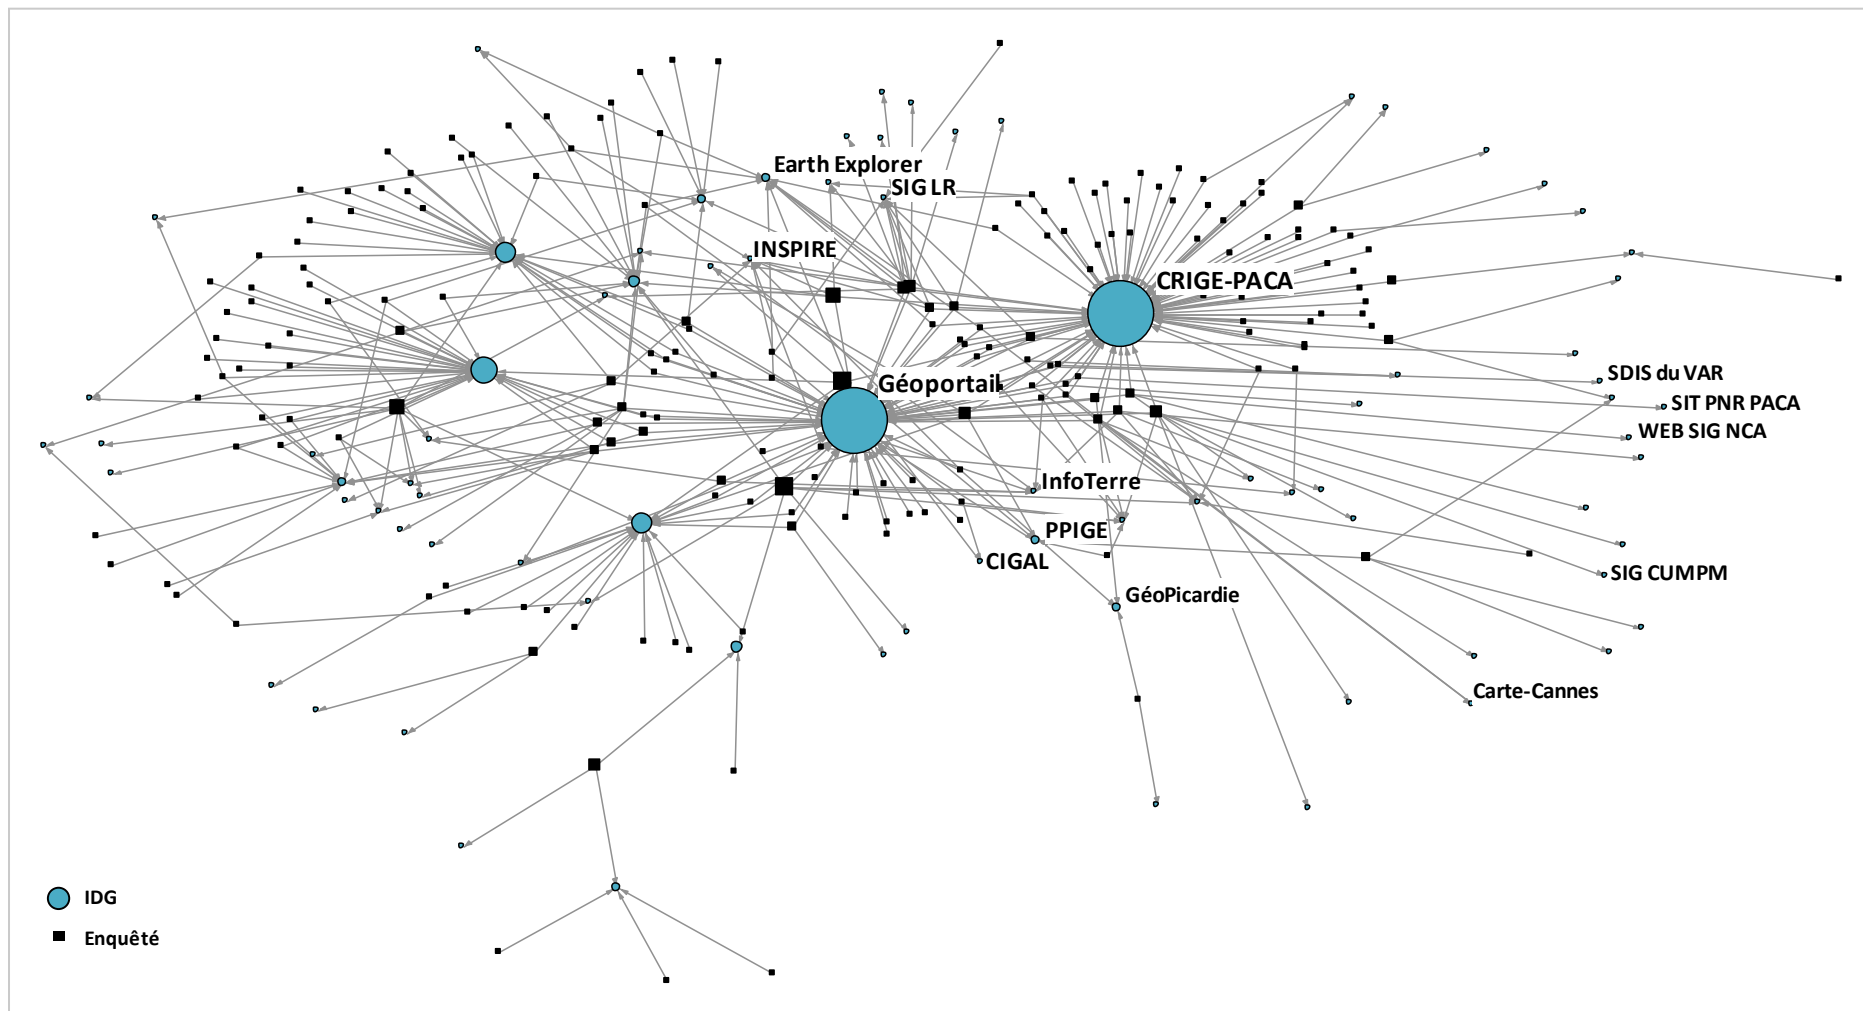 Earth Explorer
SIG LR
INSPIRE
CRIGE-PACA
Géoportail
SDIS du VAR
SIT PNR PACA
WEB SIG NCA
InfoTerre
PPIGE
CIGAL
SIG CUMPM
GéoPicardie
Carte-Cannes
IDG
Enquêté